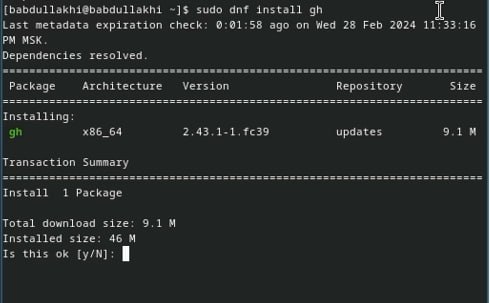 [babdullakhi@babdullakhi ~]$ sudo dnf install gh
Last metadata expiration check: 0:01:58 ago on Wed 28 Feb 2024 11:33:16
PM MSK.
Dependencies resolved.
================================================================
Package Architecture Version Repository Size
================================================================
Installing:
gh x86_64 2.43.1-1.fc39 updates 9.1 M
Transaction Summary
================================================================
Install 1 Package
Total download size: 9.1 M
Installed size: 46 M
Is this ok [y/N]: